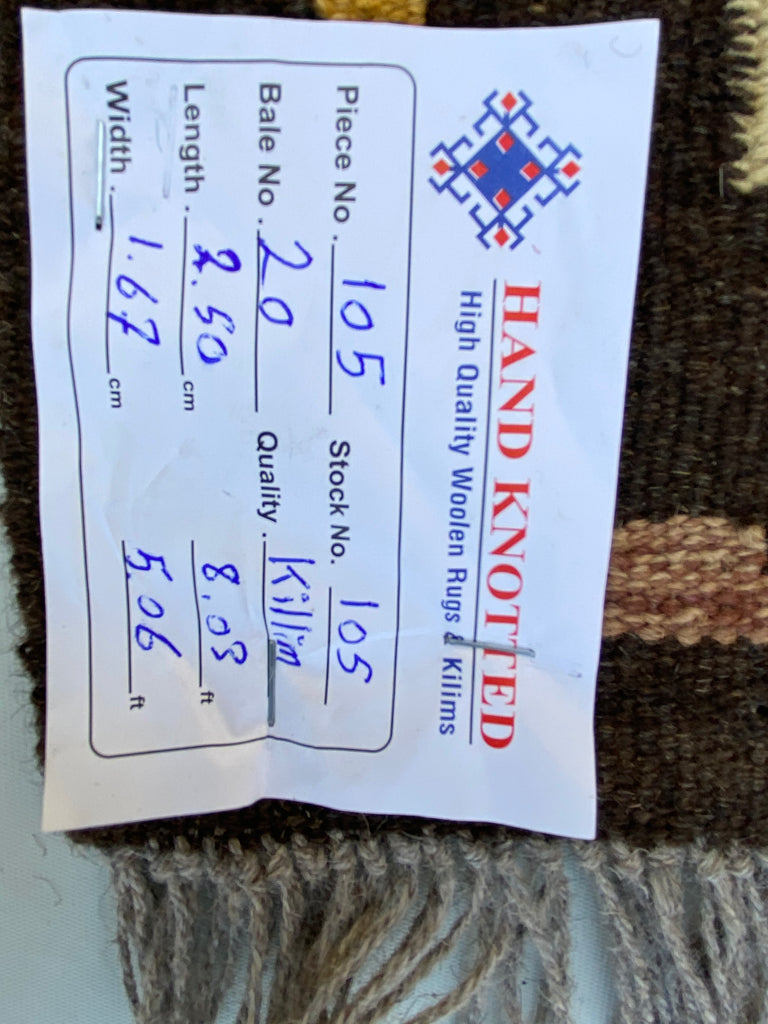 HAND KNOTTED
High Quality Woolen Rugs & Kilims
Piece No. 105 Stock No. 105
Bale No. 20 Quality. Killim
Length. 2.50 cm 8.03 ft
Width. 1.67 cm 5.06 ft